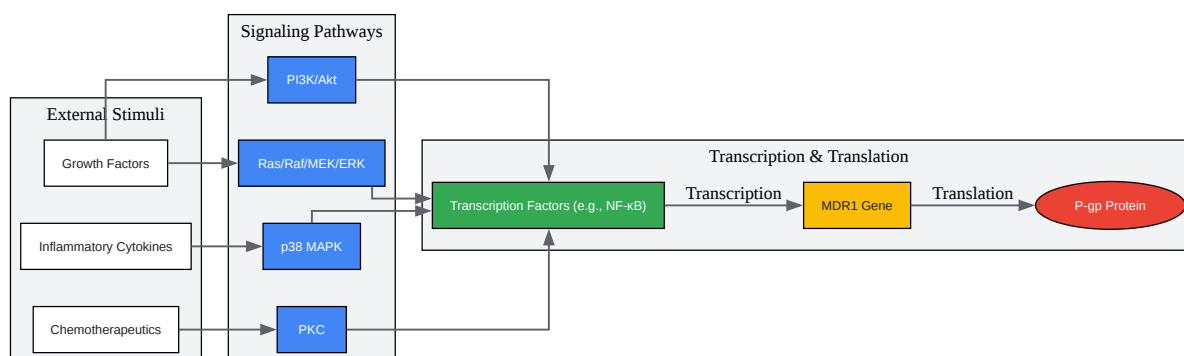 Signaling Pathways
PI3K/Akt
External Stimuli
Growth Factors
Ras/Raf/MEK/ERK
Transcription & Translation
Transcription Factors (e.g., NF-κB)
Transcription
MDR1 Gene
Translation
P-gp Protein
Inflammatory Cytokines
p38 MAPK
Chemotherapeutics
PKC